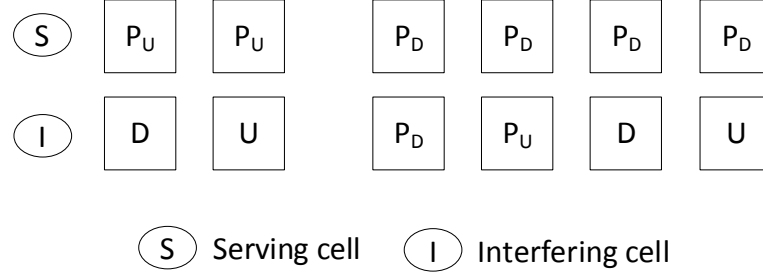 S P_U P_U P_D P_D P_D P_D
I D U P_D P_U D U
S Serving cell I Interfering cell